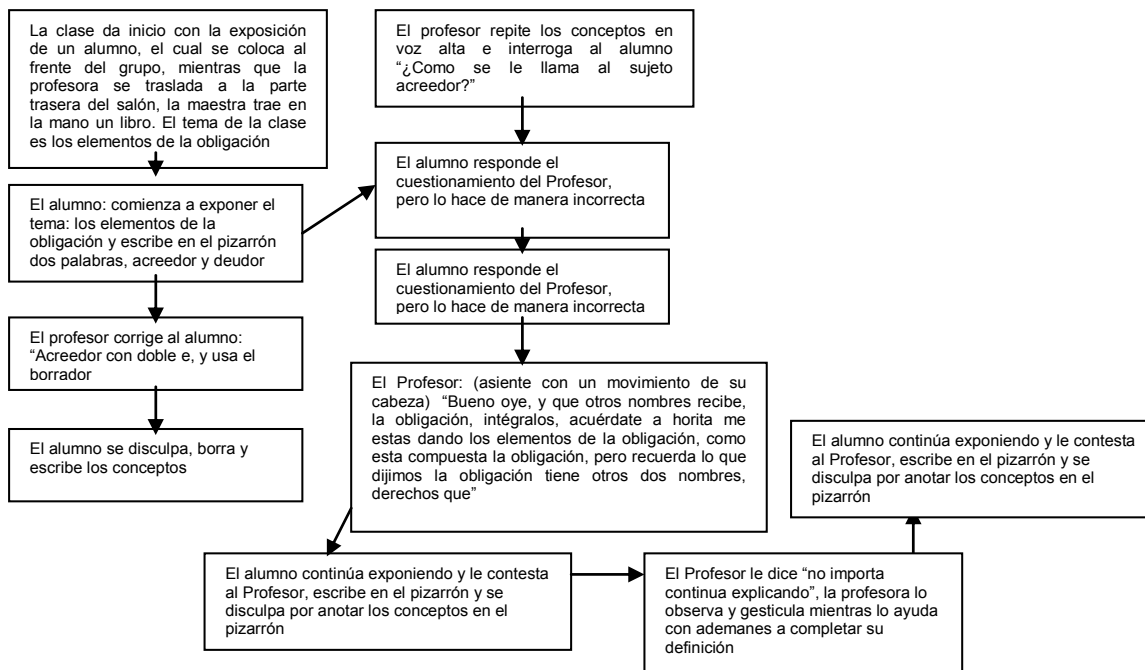 La clase da inicio con la exposición
de un alumno, el cual se coloca al
frente del grupo, mientras que la
profesora se traslada a la parte
trasera del salón, la maestra trae en
la mano un libro. El tema de la clase
es los elementos de la obligación
El alumno: comienza a exponer el
tema: los elementos de la
obligación y escribe en el pizarrón
dos palabras, acreedor y deudor
El profesor corrige al alumno:
“Acreedor con doble e, y usa el
borrador
El alumno se disculpa, borra y
escribe los conceptos
El profesor repite los conceptos en
voz alta e interroga al alumno
“¿Como se le llama al sujeto
acreedor?”
El alumno responde el
cuestionamiento del Profesor,
pero lo hace de manera incorrecta
El alumno responde el
cuestionamiento del Profesor,
pero lo hace de manera incorrecta
El Profesor: (asiente con un movimiento de su
cabeza) “Bueno oye, y que otros nombres recibe,
la obligación, intégralos, acuérdate a horita me
estas dando los elementos de la obligación, como
esta compuesta la obligación, pero recuerda lo que
dijimos la obligación tiene otros dos nombres,
derechos que”
El alumno continúa exponiendo y le contesta
al Profesor, escribe en el pizarrón y se
disculpa por anotar los conceptos en el
pizarrón
El Profesor le dice “no importa
continua explicando”, la profesora lo
observa y gesticula mientras lo ayuda
con ademanes a completar su
definición
El alumno continúa exponiendo y le contesta
al Profesor, escribe en el pizarrón y se
disculpa por anotar los conceptos en el
pizarrón